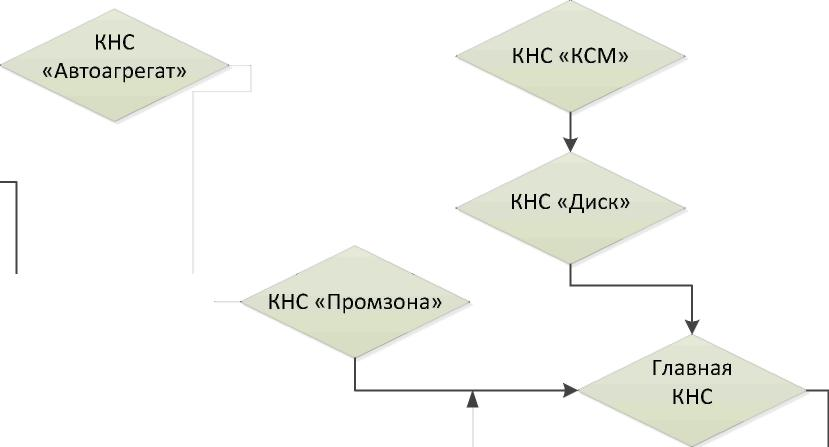 КНС
«Автоагрегат»
КНС «КСМ»
КНС «Диск»
КНС «Промзона»
Главная
КНС